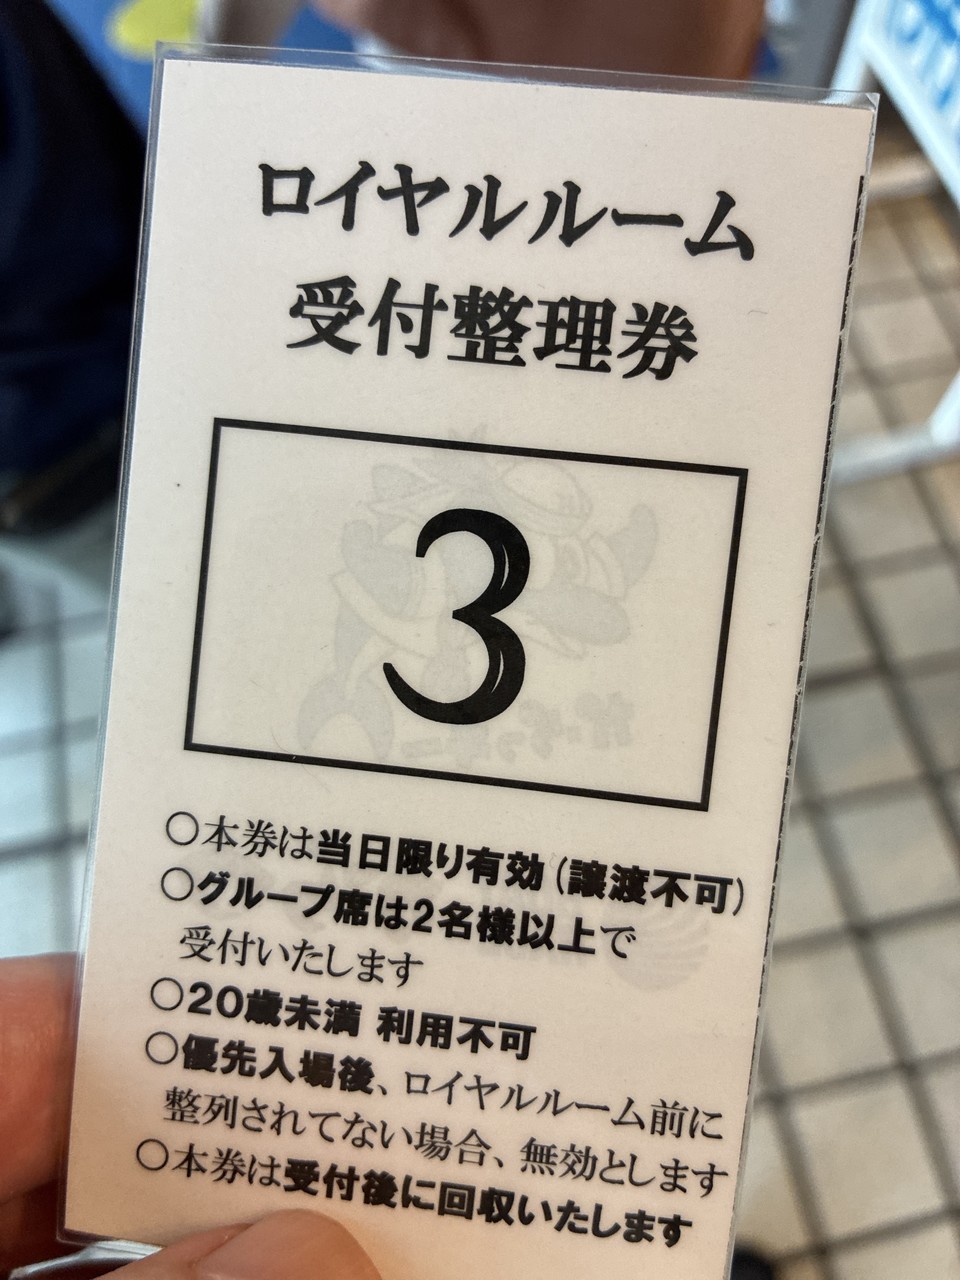 ロイヤルルーム
受付整理券
3
○本券は当日限り有効(譲渡不可)
○グループ席は2名様以上で
受付いたします
○20歳未満 利用不可
○優先入場後、ロイヤルルーム前に
整列されてない場合、無効とします
○本券は受付後に回収いたします